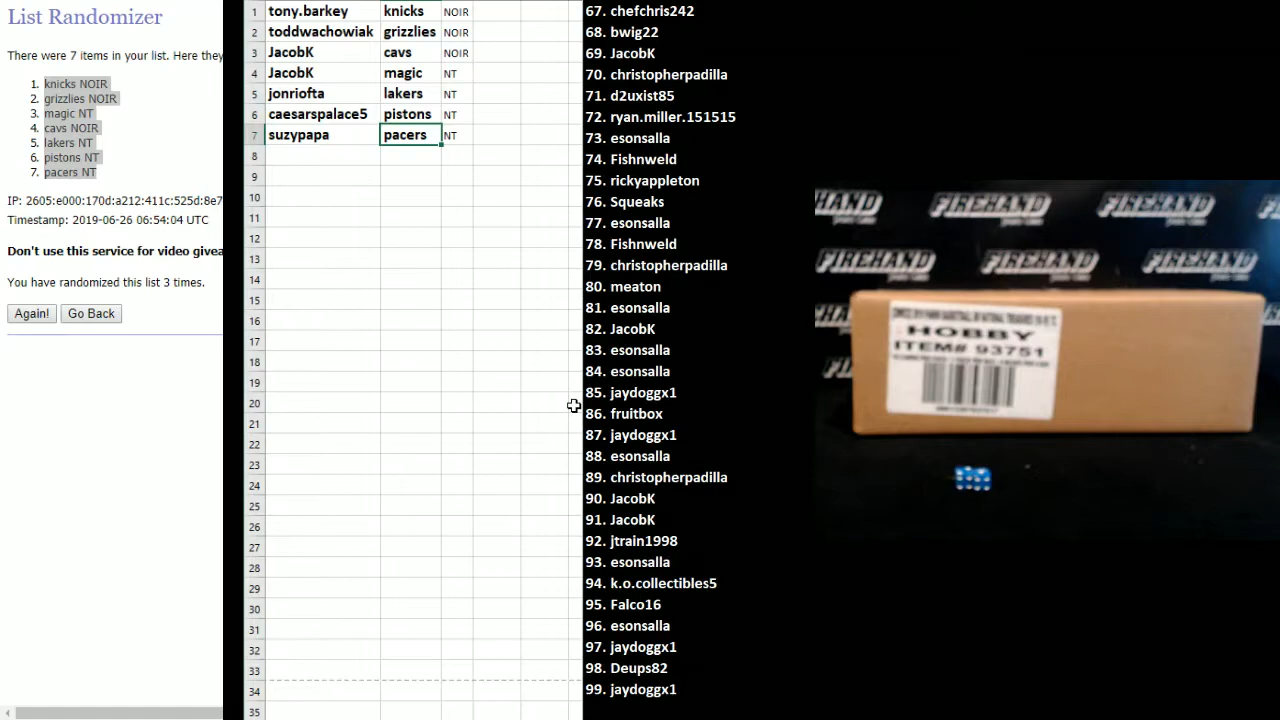 List Randomizer
There were 7 items in your list. Here they
1. knicks NOIR
2. grizzlies NOIR
3. magic NT
4. cavs NOIR
5. lakers NT
6. pistons NT
7. pacers NT
IP: 2605:e000:170d:a212:411c:525d:8e7
Timestamp: 2019-06-26 06:54:04 UTC
Don't use this service for video givea
You have randomized this list 3 times.
Again! Go Back
1 tony.barkey knicks NOIR
2 toddwachowiak grizzlies NOIR
3 JacobK cavs NOIR
4 JacobK magic NT
5 jonriofta lakers NT
6 caesarspalace5 pistons NT
7 suzypapa pacers NT
8
9
10
11
12
13
14
15
16
17
18
19
20
21
22
23
24
25
26
27
28
29
30
31
32
33
34
35
67. chefchris242
68. bwig22
69. JacobK
70. christopherpadilla
71. d2uxist85
72. ryan.miller.151515
73. esonsalla
74. Fishnweld
75. rickyappleton
76. Squeaks
77. esonsalla
78. Fishnweld
79. christopherpadilla
80. meaton
81. esonsalla
82. JacobK
83. esonsalla
84. esonsalla
85. jaydoggx1
86. fruitbox
87. jaydoggx1
88. esonsalla
89. christopherpadilla
90. JacobK
91. JacobK
92. jtrain1998
93. esonsalla
94. k.o.collectibles5
95. Falco16
96. esonsalla
97. jaydoggx1
98. Deups82
99. jaydoggx1
HAND FIREHAND FIREHAND
FIREHAND FIREHAND FIREHAND
HOBBY
ITEM# 93751